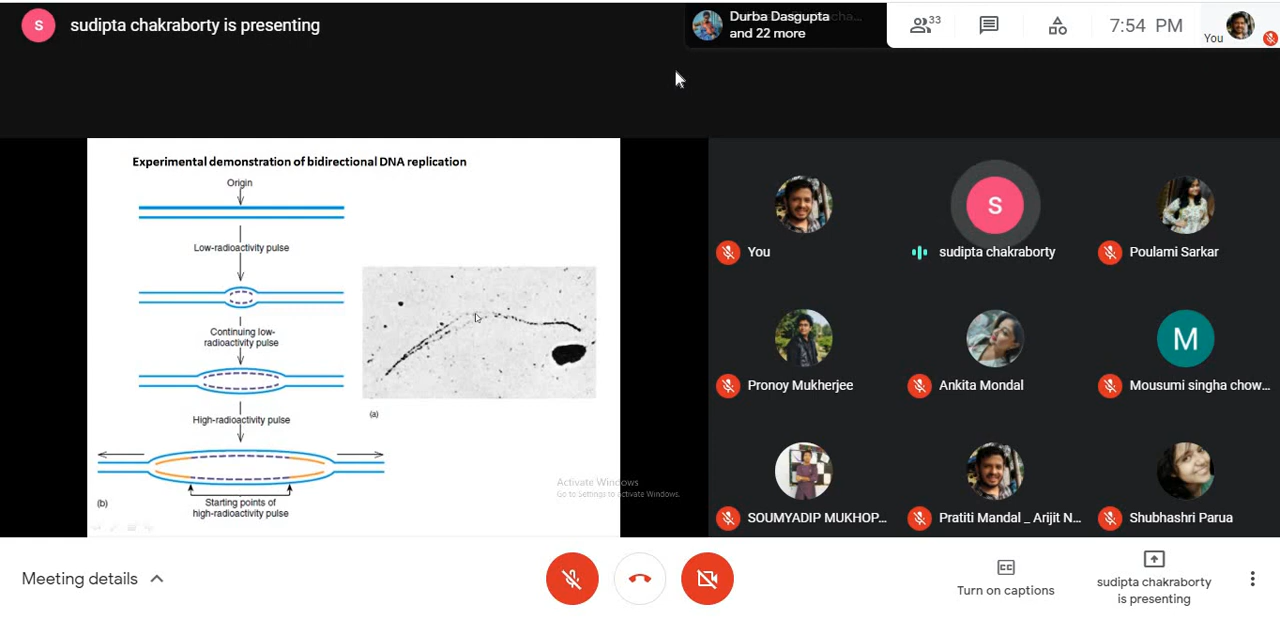 S
sudipta chakraborty is presenting
Durba Dasgupta
and 22 more
33
7:54 PM
You
Experimental demonstration of bidirectional DNA replication
Origin
Low-radioactivity pulse
Continuing low-
radioactivity pulse
High-radioactivity pulse
Starting points of
high-radioactivity pulse
(a)
(b)
Activate Windows
Go to Settings to activate Windows.
You
S
sudipta chakraborty
Poulami Sarkar
Pronoy Mukherjee
Ankita Mondal
M
Mousumi singha chow...
SOUMYADIP MUKHOP...
Pratiti Mandal _ Arijit N...
Shubhashri Parua
Meeting details
CC
Turn on captions
sudipta chakraborty
is presenting